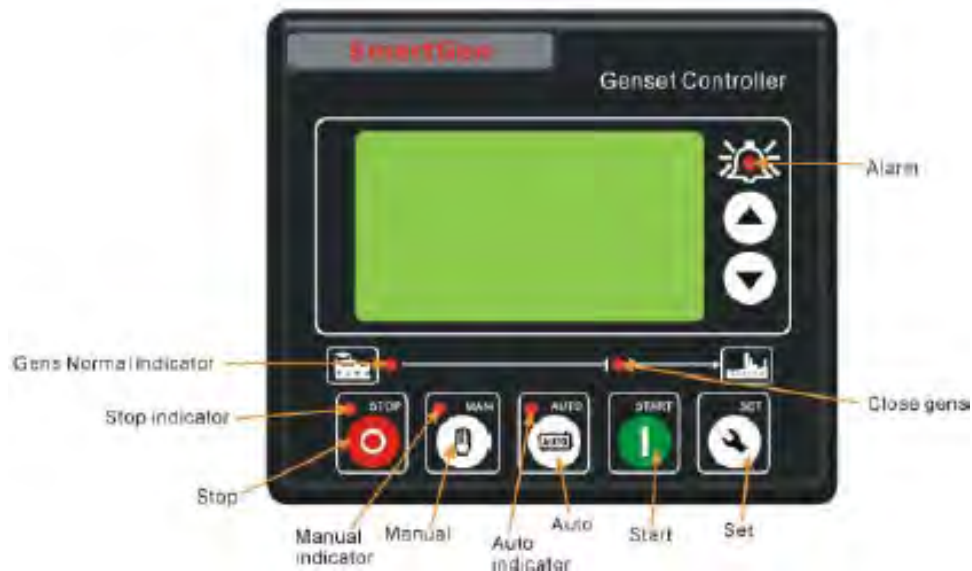 SmartGen
Genset Controller
Alarm
Gens Normal Indicator
Stop indicator
Close gens
STOP
MAN
AUTO
START
SET
AUTO
Stop
Manual
indicator
Manual
Auto
indicator
Auto
Start
Set